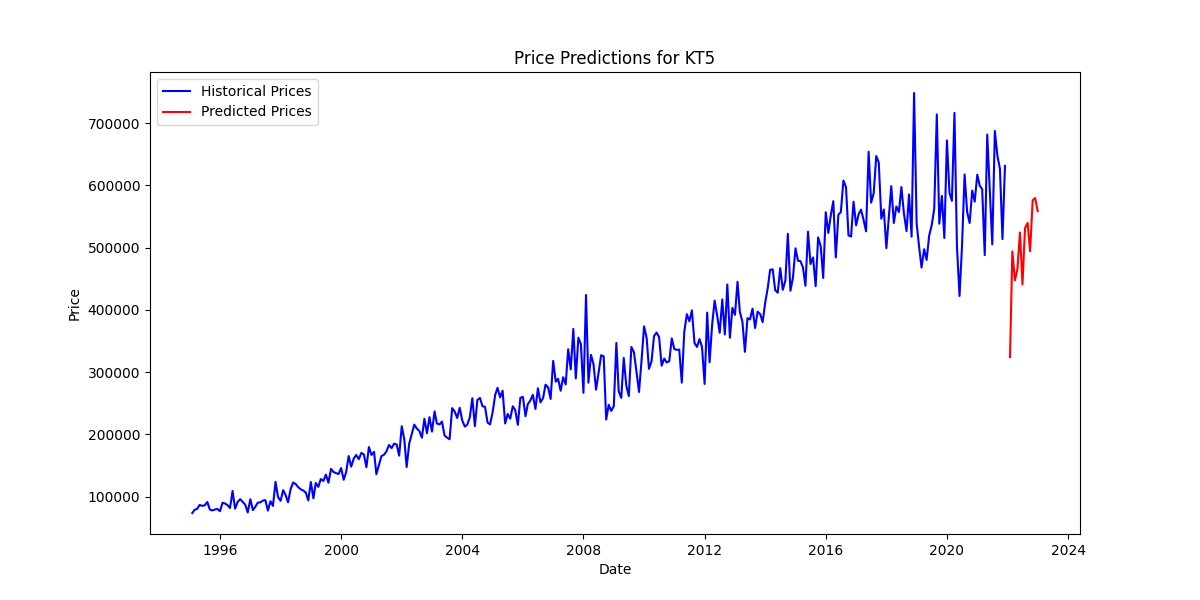 Price Predictions for KT5
Historical Prices
Predicted Prices
700000
600000
500000
400000
300000
200000
100000
Price
1996 2000 2004 2008 2012 2016 2020 2024
Date